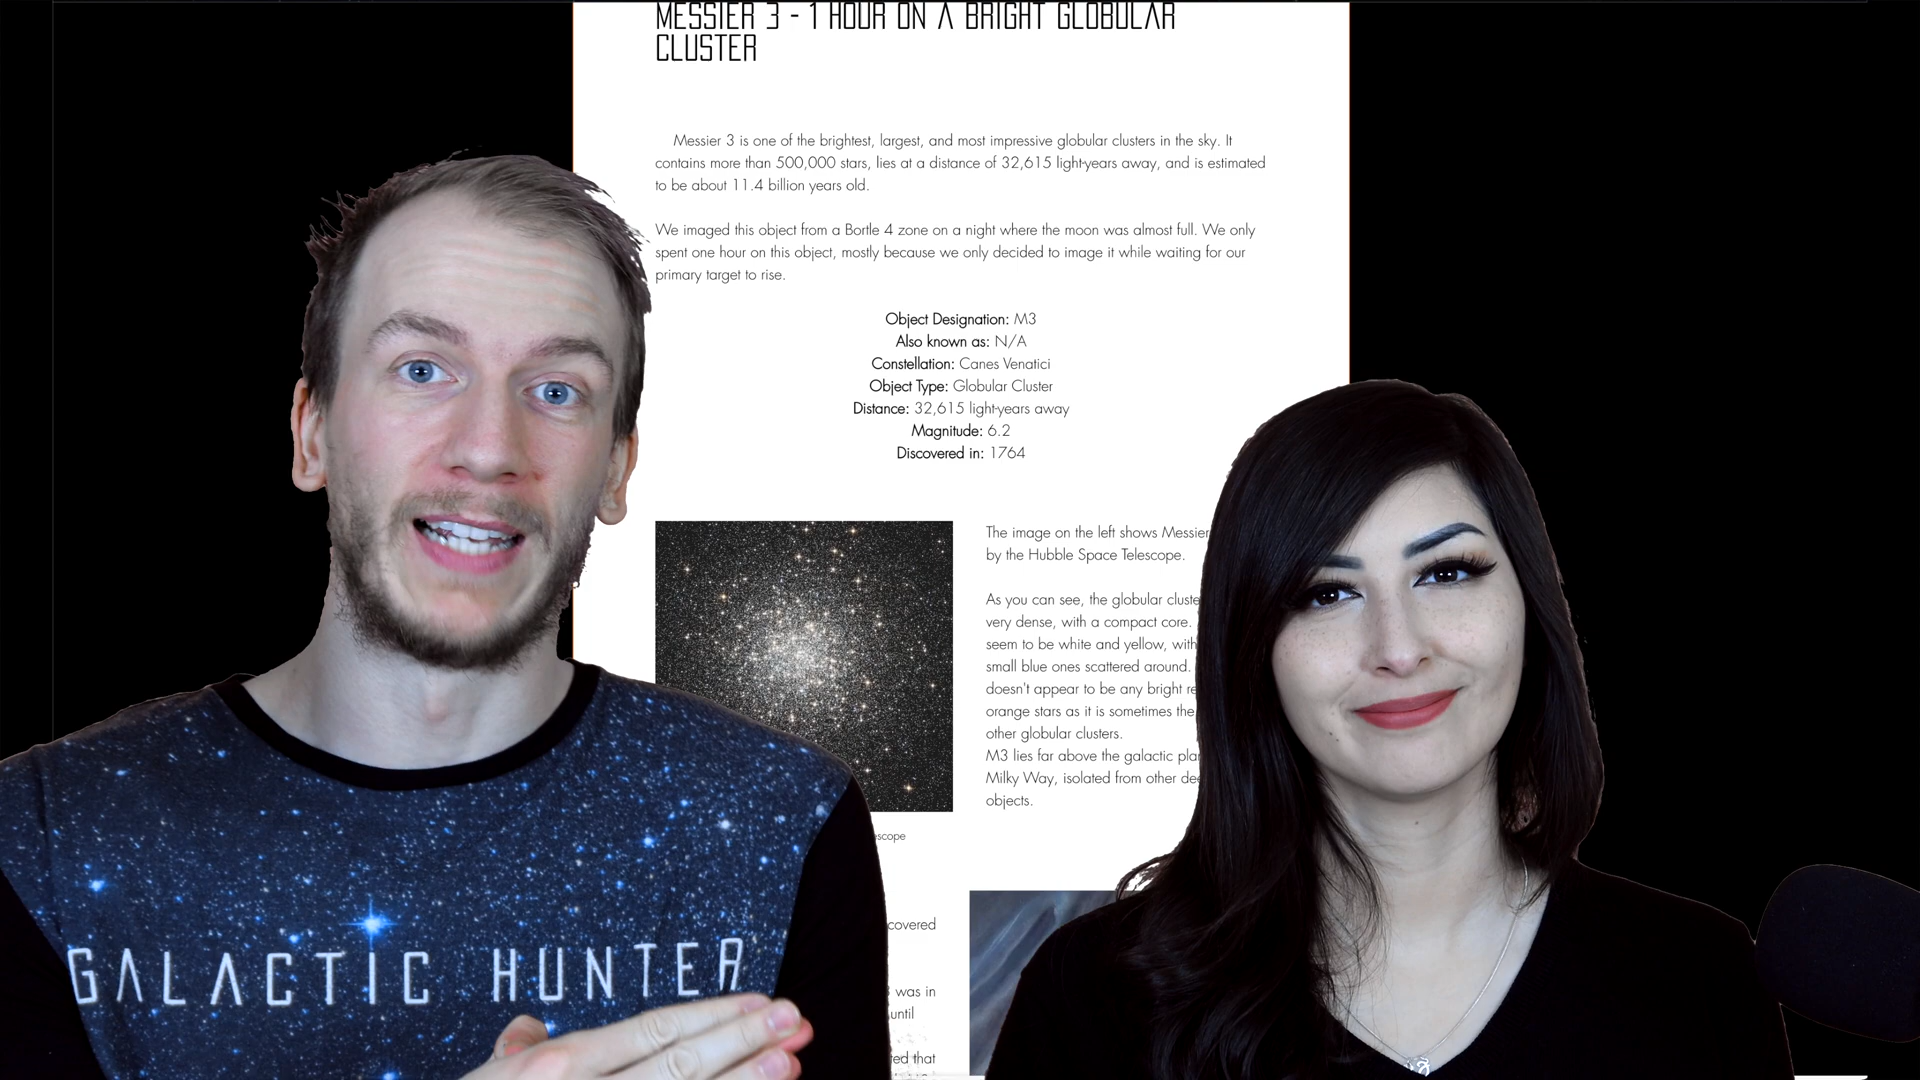 MESSIER 3 - 1 HOUR ON A BRIGHT GLOBULAR
CLUSTER
Messier 3 is one of the brightest, largest, and most impressive globular clusters in the sky. It
contains more than 500,000 stars, lies at a distance of 32,615 light-years away, and is estimated
to be about 11.4 billion years old.
We imaged this object from a Bortle 4 zone on a night where the moon was almost full. We only
spent one hour on this object, mostly because we only decided to image it while waiting for our
primary target to rise.
Object Designation: M3
Also known as: N/A
Constellation: Canes Venatici
Object Type: Globular Cluster
Distance: 32,615 light-years away
Magnitude: 6.2
Discovered in: 1764
The image on the left shows Messier
by the Hubble Space Telescope.
As you can see, the globular
very dense, with a compact core.
seem to be white and yellow, with
small blue ones scattered around.
doesn't appear to be any bright
orange stars as it is sometimes the
other globular clusters.
M3 lies far above the galactic
Milky Way, isolated from other
objects.
was in
until
that
GALACTIC HUNTER